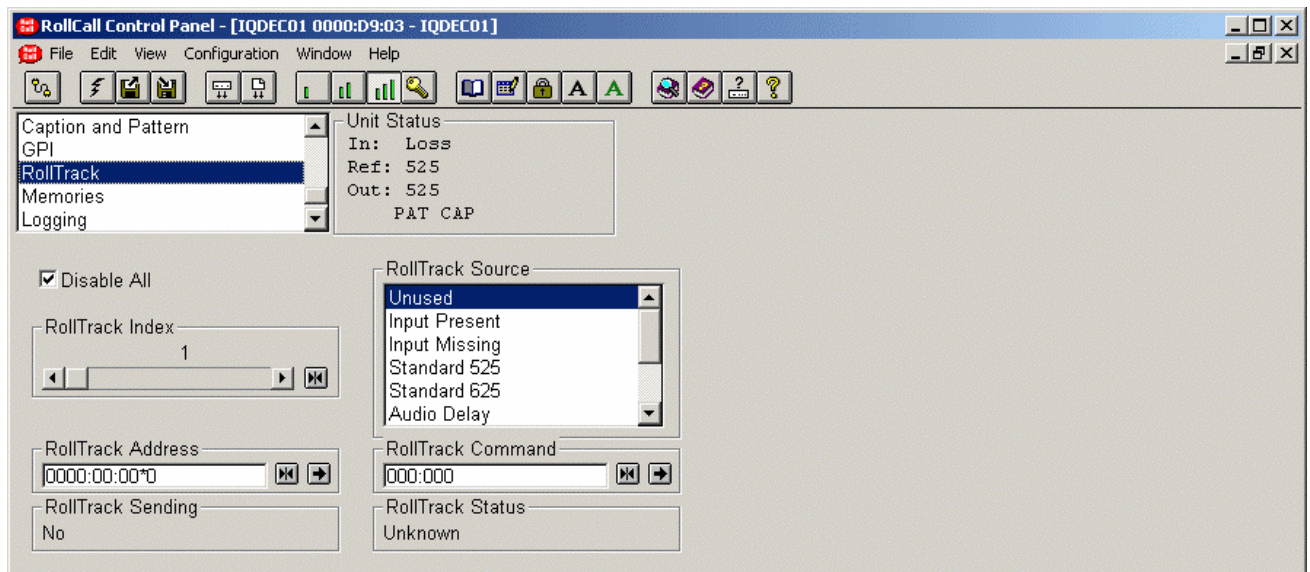 RollCall Control Panel - [IQDEC01 0000:D9:03 - IQDEC01]
File Edit View Configuration Window Help
A A ?
Caption and Pattern
GPI
RollTrack
Memories
Logging
Unit Status
In: Loss
Ref: 525
Out: 525
PAT CAP
Disable All
RollTrack Index
1
RollTrack Source
Unused
Input Present
Input Missing
Standard 525
Standard 625
Audio Delay
RollTrack Address
0000:00:00*0
RollTrack Command
000:000
RollTrack Sending
No
RollTrack Status
Unknown